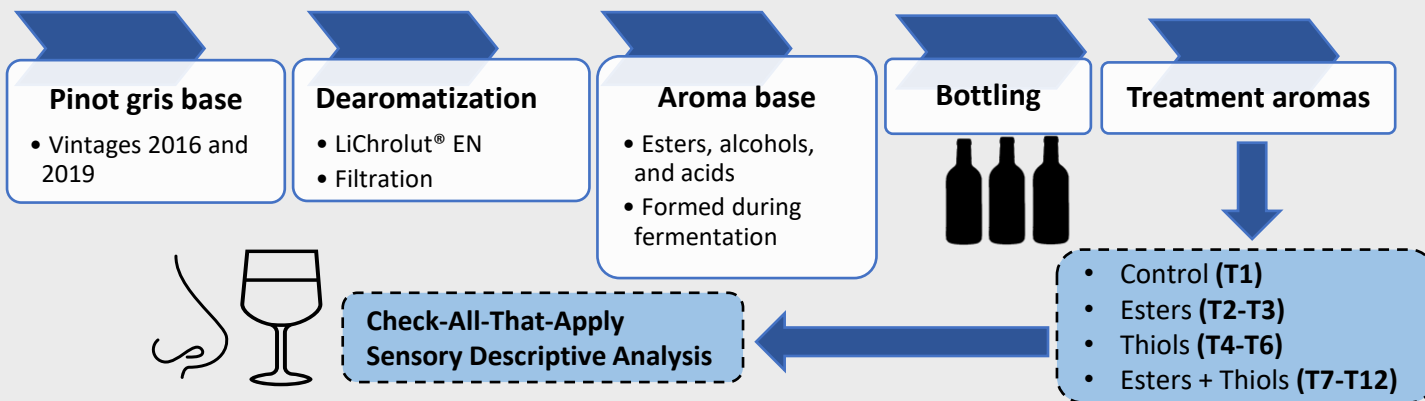 Pinot gris base
• Vintages 2016 and
2019
Dearomatization
• LiChrolut® EN
• Filtration
Aroma base
• Esters, alcohols,
and acids
• Formed during
fermentation
Bottling
Treatment aromas
• Control (T1)
• Esters (T2-T3)
• Thiols (T4-T6)
• Esters + Thiols (T7-T12)
Check-All-That-Apply
Sensory Descriptive Analysis